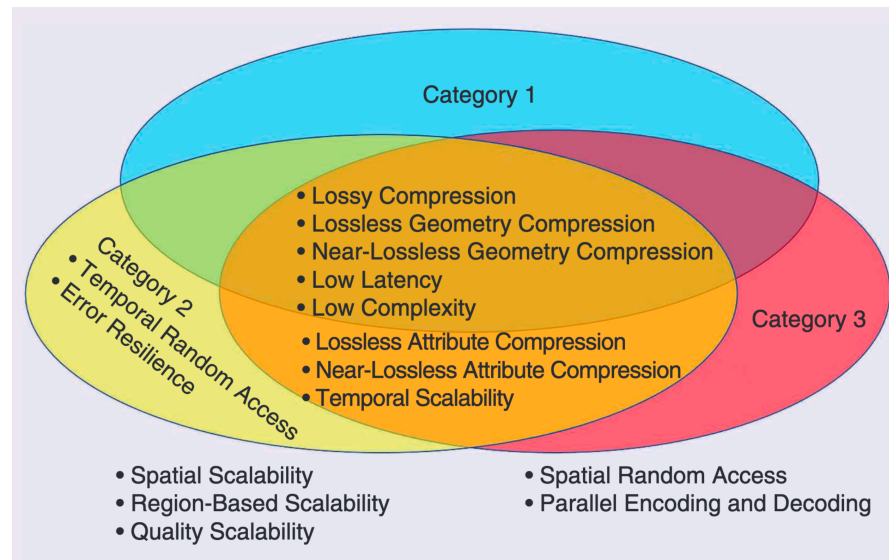 Category 1
• Lossy Compression
• Lossless Geometry Compression
• Near-Lossless Geometry Compression
• Low Latency
• Low Complexity
• Lossless Attribute Compression
• Near-Lossless Attribute Compression
• Temporal Scalability
Category 2
• Temporal Random Access
• Error Resilience
Category 3
• Spatial Scalability
• Region-Based Scalability
• Quality Scalability
• Spatial Random Access
• Parallel Encoding and Decoding